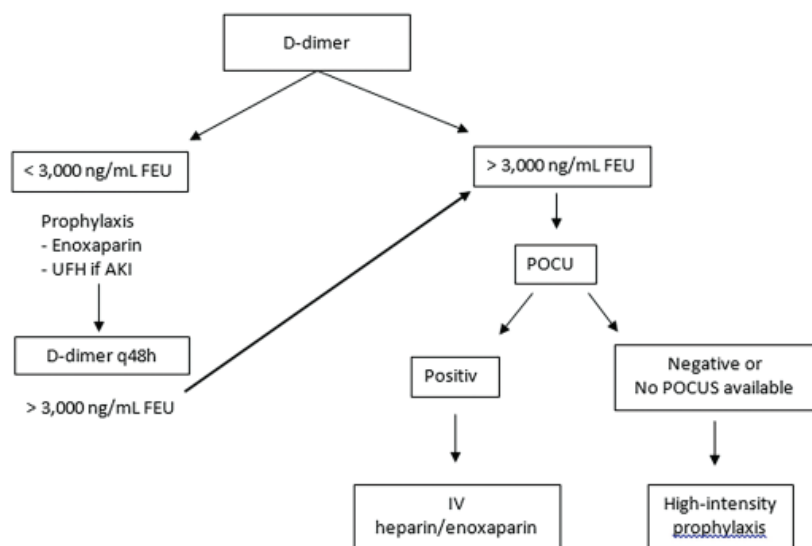 D-dimer
< 3,000 ng/mL FEU
> 3,000 ng/mL FEU
Prophylaxis
- Enoxaparin
- UFH if AKI
POCU
D-dimer q48h
> 3,000 ng/mL FEU
Positiv
Negative or
No POCUS available
IV
heparin/enoxaparin
High-intensity
prophylaxis